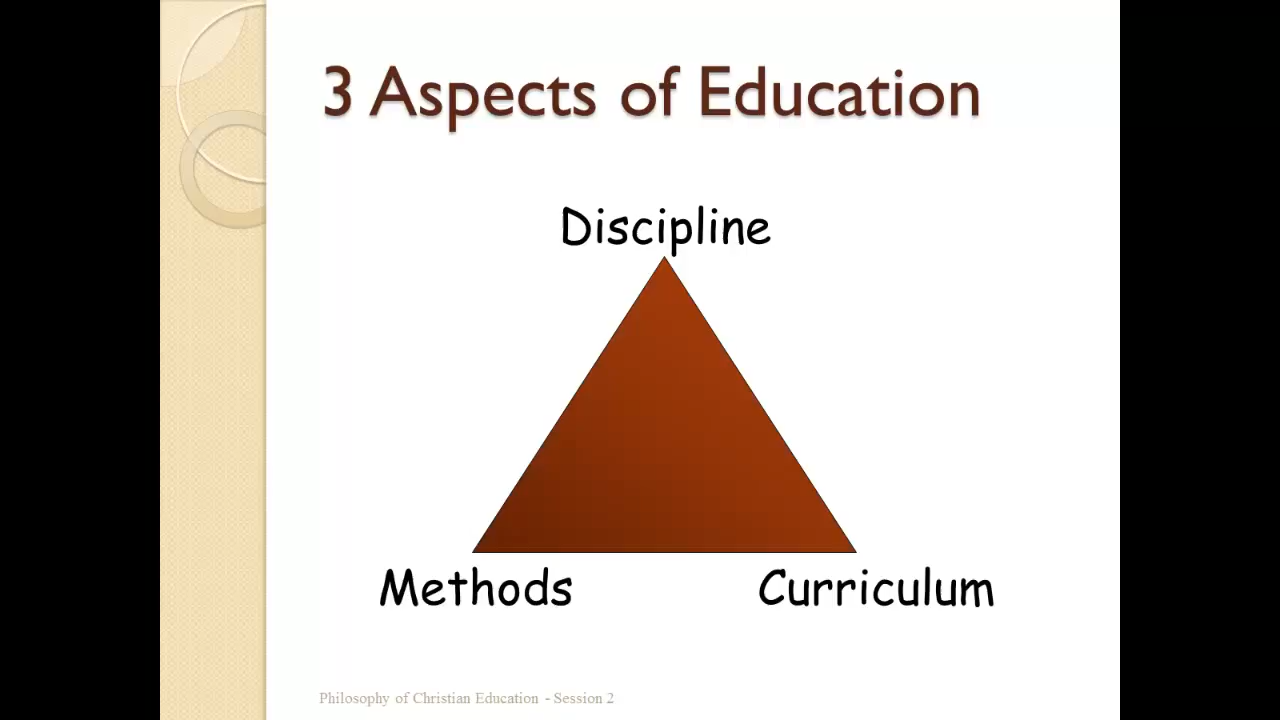 3 Aspects of Education
Discipline
Methods Curriculum
Philosophy of Christian Education - Session 2